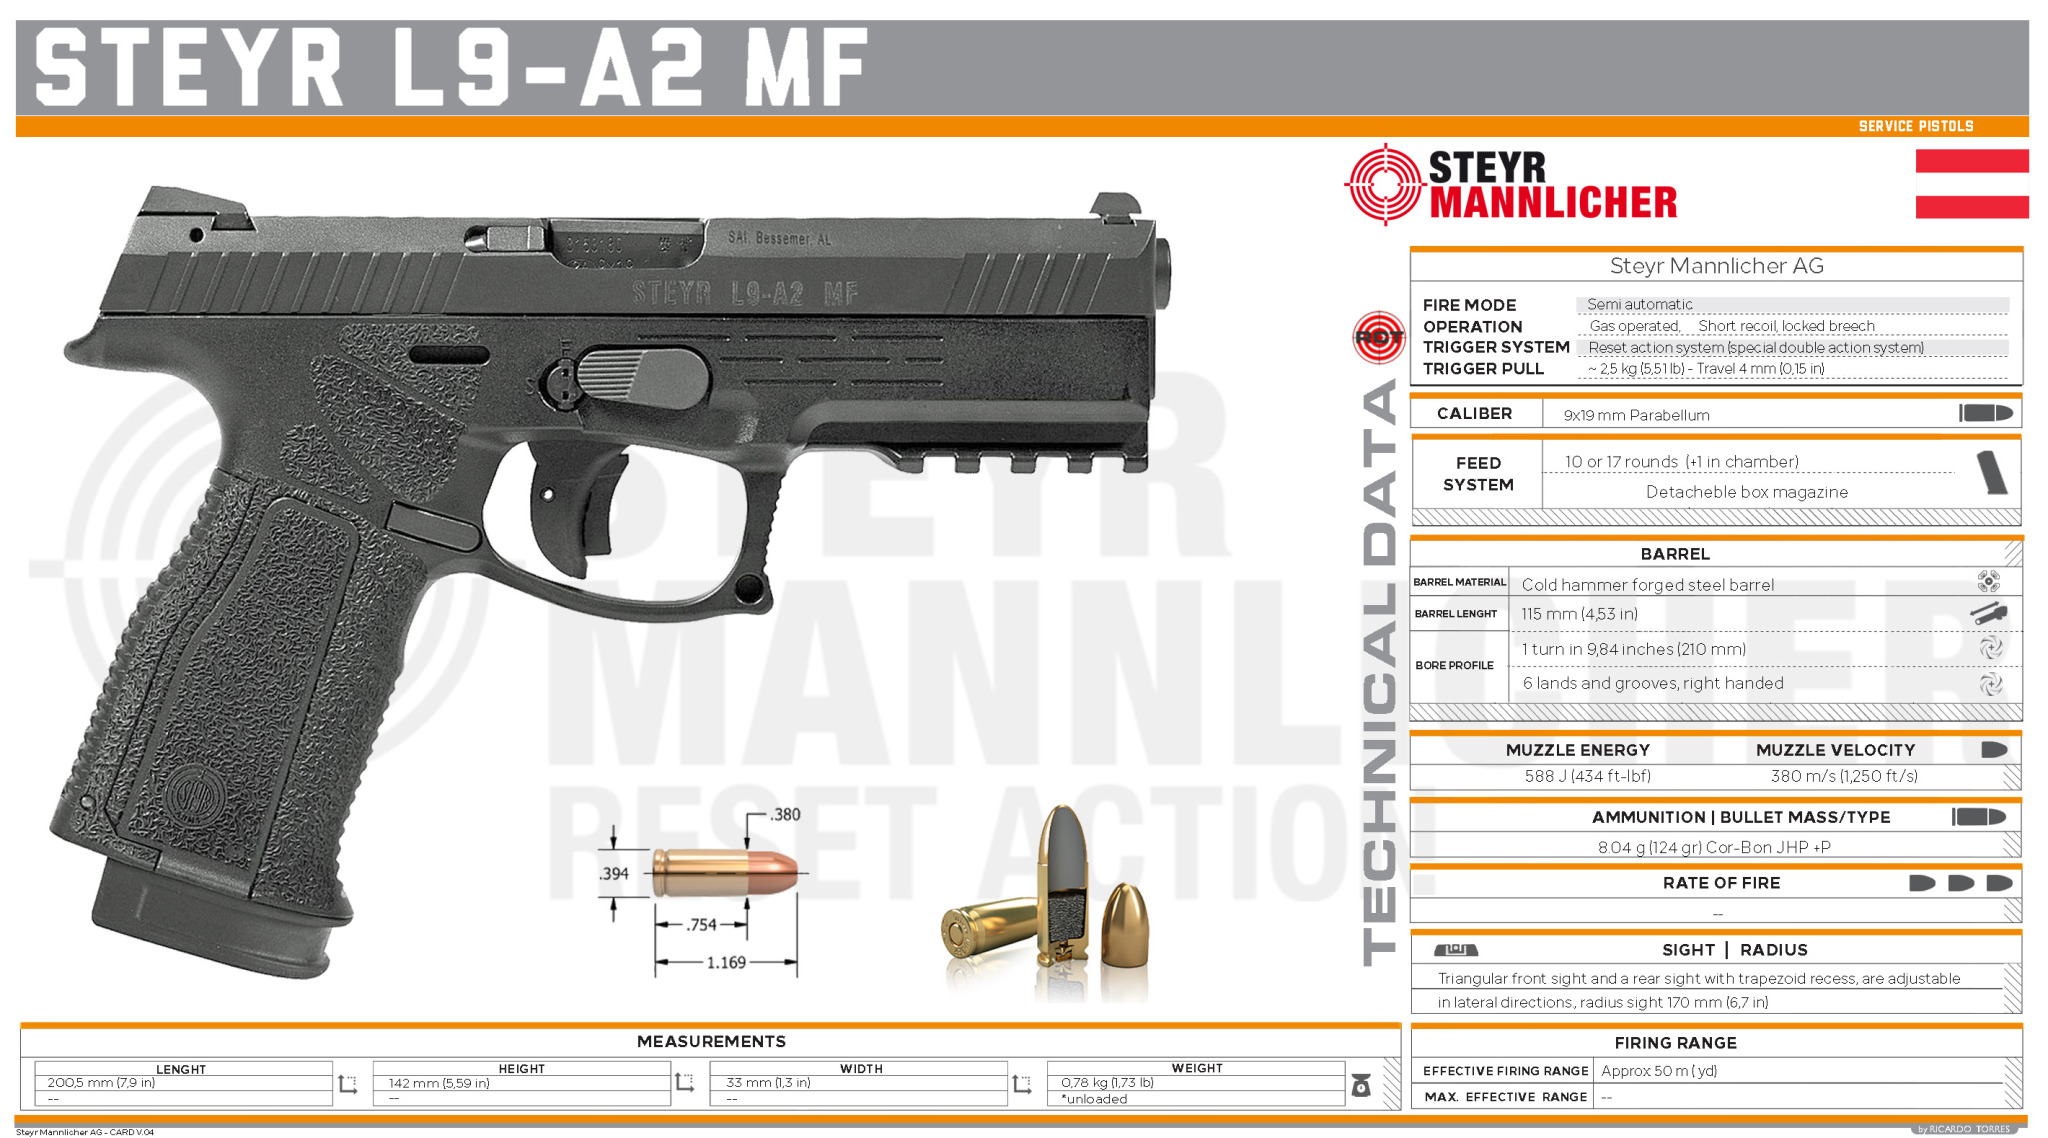 STEYR L9-A2 MF
SERVICE PISTOLS
STEYR
MANNLICHER
SAI, Bessemer, AL
STEYR L9-A2 MF
STEYR
MANNLICHER
RESET ACTION
TECHNICAL DATA
Steyr Mannlicher AG
FIRE MODE Semi automatic
OPERATION Gas operated, Short recoil, locked breech
TRIGGER SYSTEM Reset action system (special double action system)
TRIGGER PULL ~ 2,5 kg (5,51 lb) - Travel 4 mm (0,15 in)
CALIBER 9x19 mm Parabellum
FEED SYSTEM 10 or 17 rounds (+1 in chamber)
Detacheble box magazine
BARREL
BARREL MATERIAL Cold hammer forged steel barrel
BARREL LENGHT 115 mm (4,53 in)
BORE PROFILE 1 turn in 9,84 inches (210 mm)
6 lands and grooves, right handed
MUZZLE ENERGY MUZZLE VELOCITY
588 J (434 ft-lbf) 380 m/s (1,250 ft/s)
AMMUNITION | BULLET MASS/TYPE
8.04 g (124 gr) Cor-Bon JHP +P
RATE OF FIRE
--
SIGHT | RADIUS
Triangular front sight and a rear sight with trapezoid recess, are adjustable
in lateral directions, radius sight 170 mm (6,7 in)
FIRING RANGE
EFFECTIVE FIRING RANGE Approx 50 m ( yd)
MAX. EFFECTIVE RANGE --
.380
.394
.754
1.169
MEASUREMENTS
LENGHT HEIGHT WIDTH WEIGHT
200,5 mm (7,9 in) 142 mm (5,59 in) 33 mm (1,3 in) 0,78 kg (1,73 lb)
-- -- -- *unloaded
Steyr Mannlicher AG - CARD V.04
by RICARDO TORRES